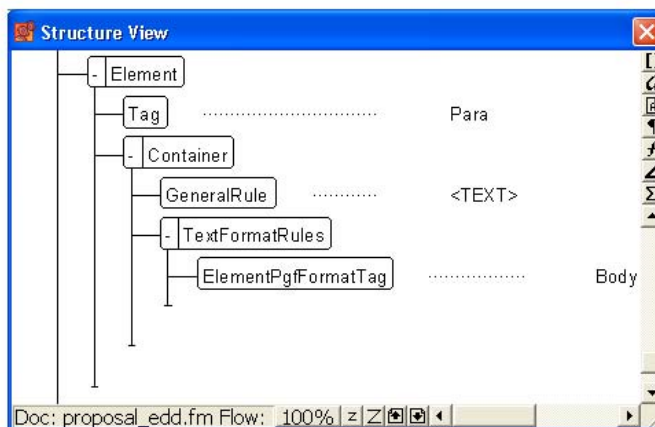 Structure View
- Element
Tag Para
- Container
GeneralRule <TEXT>
- TextFormatRules
ElementPgfFormatTag Body
Doc: proposal_edd.fm Flow: 100% z Z